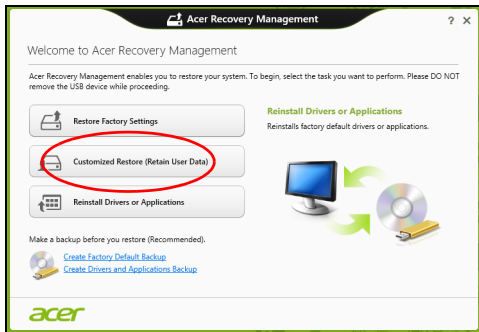 Acer Recovery Management
? ×
Welcome to Acer Recovery Management
Acer Recovery Management enables you to restore your system. To begin, select the task you want to perform. Please DO NOT
remove the USB device while proceeding.
Restore Factory Settings
Customized Restore (Retain User Data)
Reinstall Drivers or Applications
Reinstall Drivers or Applications
Reinstalls factory default drivers or applications.
Make a backup before you restore (Recommended).
Create Factory Default Backup
Create Drivers and Applications Backup
acer